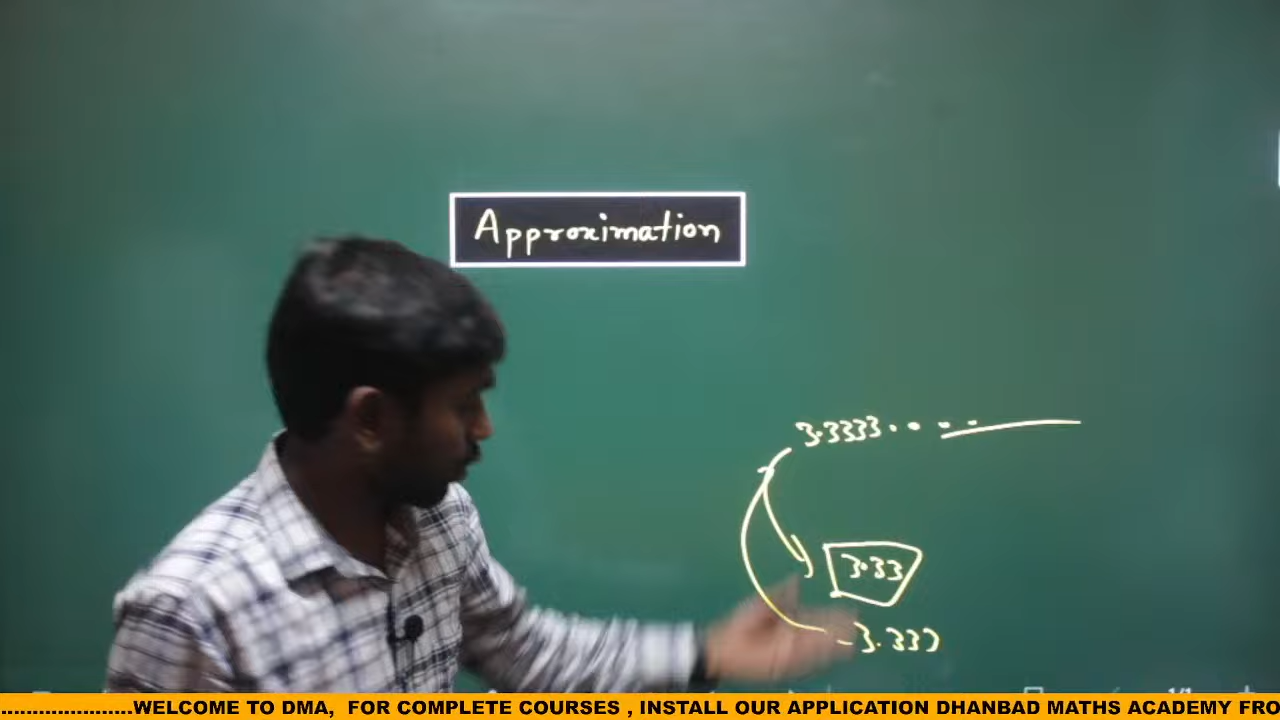 Approximation
3.3333....
3.33
3.333
.....................WELCOME TO DMA, FOR COMPLETE COURSES , INSTALL OUR APPLICATION DHANBAD MATHS ACADEMY FRO